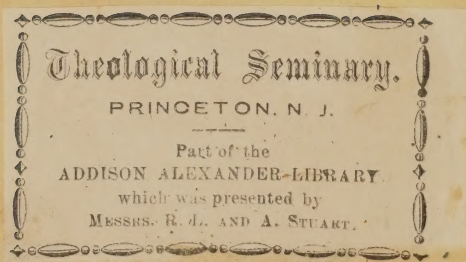 Theological Seminary.
PRINCETON. N. J.
Part of the
ADDISON ALEXANDER LIBRARY
which was presented by
MESSRS. R. L. AND A. STUART.